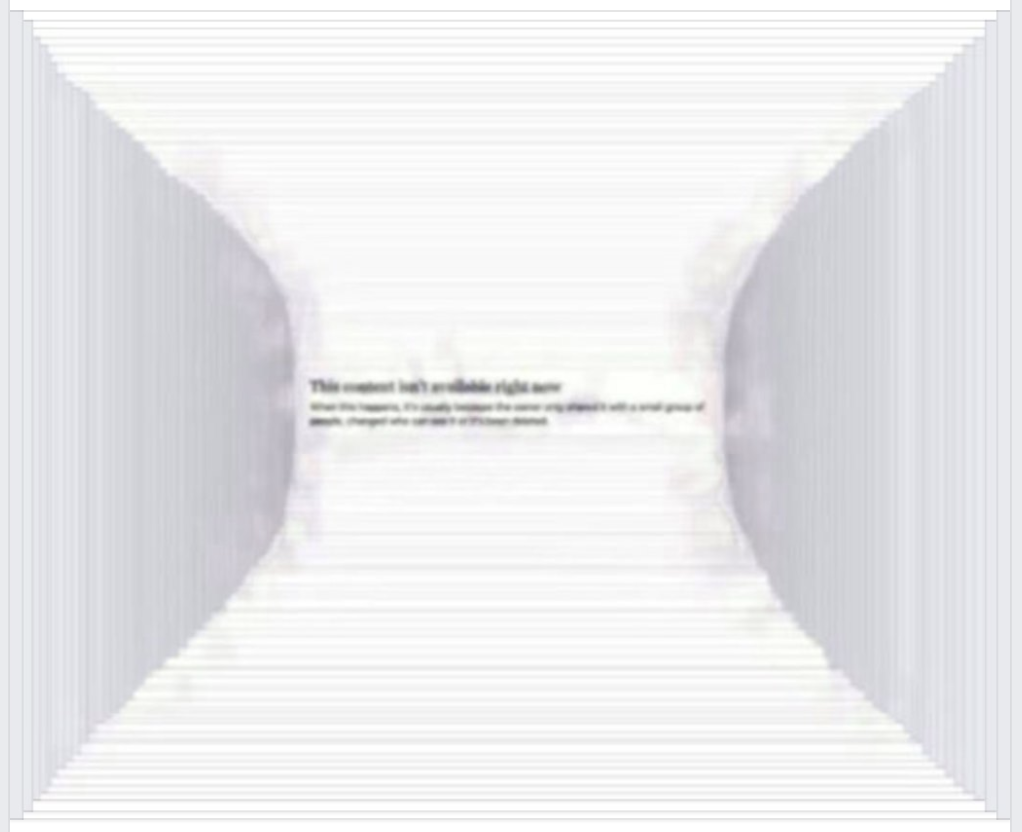 This content isn't available right now
When this happens, it's usually because the owner only shared it with a small group of
people, changed who can see it or it's been deleted.